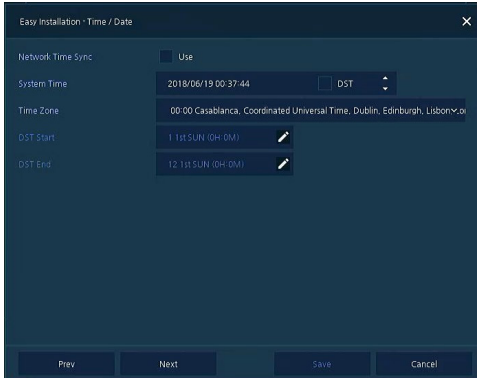 Easy Installation - Time / Date
Network Time Sync Use
System Time 2018/06/19 00:37:44 DST
Time Zone 00:00 Casablanca, Coordinated Universal Time, Dublin, Edinburgh, Lisbon
DST Start 1 1st SUN (0H 0M)
DST End 12 1st SUN (0H 0M)
Prev Next Save Cancel